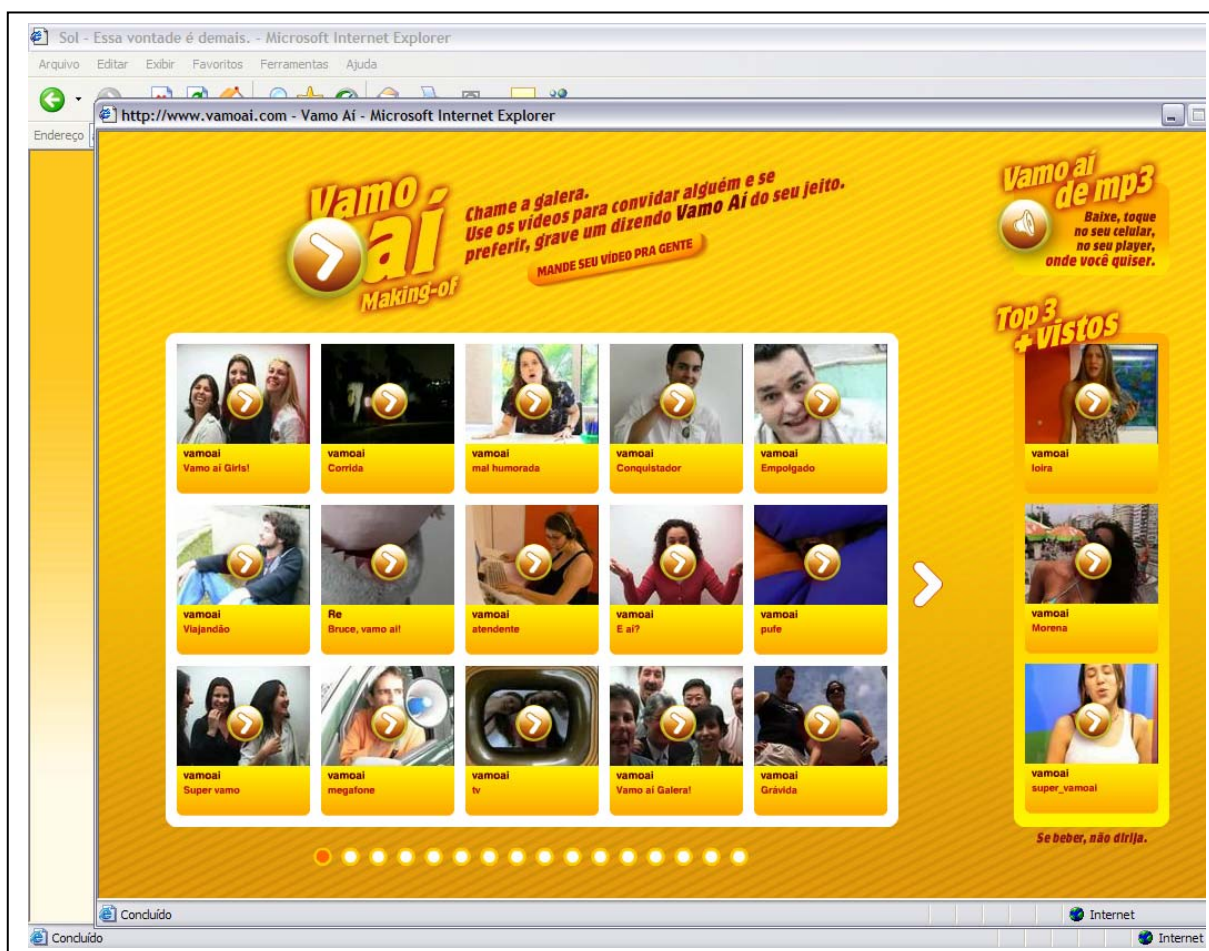 Sol - Essa vontade é demais. - Microsoft Internet Explorer
Arquivo Editar Exibir Favoritos Ferramentas Ajuda
Endereço
http://www.vamoai.com - Vamo Aí - Microsoft Internet Explorer
Vamo
aí
Making-of
Chame a galera.
Use os vídeos para convidar alguém e se
preferir, grave um dizendo Vamo Aí do seu jeito.
MANDE SEU VÍDEO PRA GENTE
Vamo aí
de mp3
Baixe, toque
no seu celular,
no seu player,
onde você quiser.
vamoai
Vamo aí Girls!
vamoai
Corrida
vamoai
mal humorada
vamoai
Conquistador
vamoai
Empolgado
vamoai
Viajandão
Re
Bruce, vamo aí!
vamoai
atendente
vamoai
E aí?
vamoai
pufe
vamoai
Super vamo
vamoai
megafone
vamoai
tv
vamoai
Vamo aí Galera!
vamoai
Grávida
Top 3
+ vistos
vamoai
loira
vamoai
Morena
vamoai
super_vamoai
Se beber, não dirija.
Concluído
Internet
Concluído
Internet